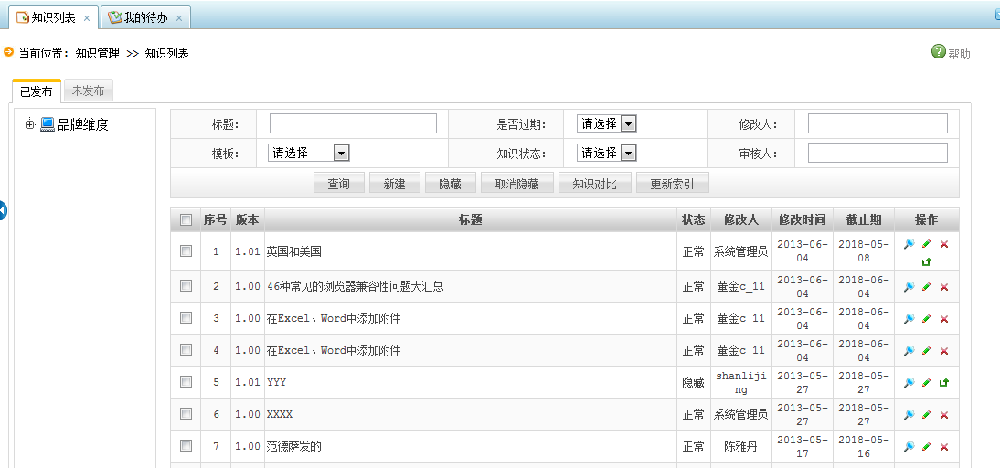 知识列表 × 我的待办 ×
当前位置: 知识管理 >> 知识列表 帮助
已发布 未发布
品牌维度
标题: 是否过期: 请选择 修改人:
模板: 请选择 知识状态: 请选择 审核人:
查询 新建 隐藏 取消隐藏 知识对比 更新索引
序号 版本 标题 状态 修改人 修改时间 截止期 操作
1 1.01 英国和美国 正常 系统管理员 2013-06-04 2018-05-08
2 1.00 46种常见的浏览器兼容性问题大汇总 正常 董金c_11 2013-06-04 2018-06-04
3 1.00 在Excel、Word中添加附件 正常 董金c_11 2013-06-04 2018-06-04
4 1.00 在Excel、Word中添加附件 正常 董金c_11 2013-06-04 2018-06-04
5 1.01 YYY 隐藏 shanlijing 2013-05-27 2018-05-27
6 1.00 XXXX 正常 系统管理员 2013-05-27 2018-05-27
7 1.00 范德萨发的 正常 陈雅丹 2013-05-17 2018-05-16